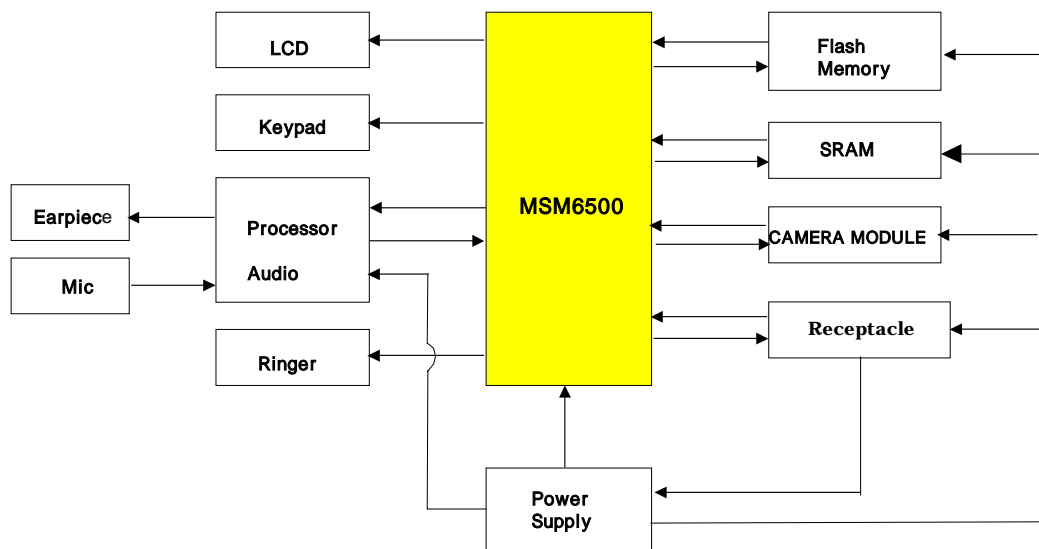 LCD
Flash
Memory
Keypad
SRAM
MSM6500
Earpiece
Processor
CAMERA MODULE
Audio
Mic
Receptacle
Ringer
Power
Supply